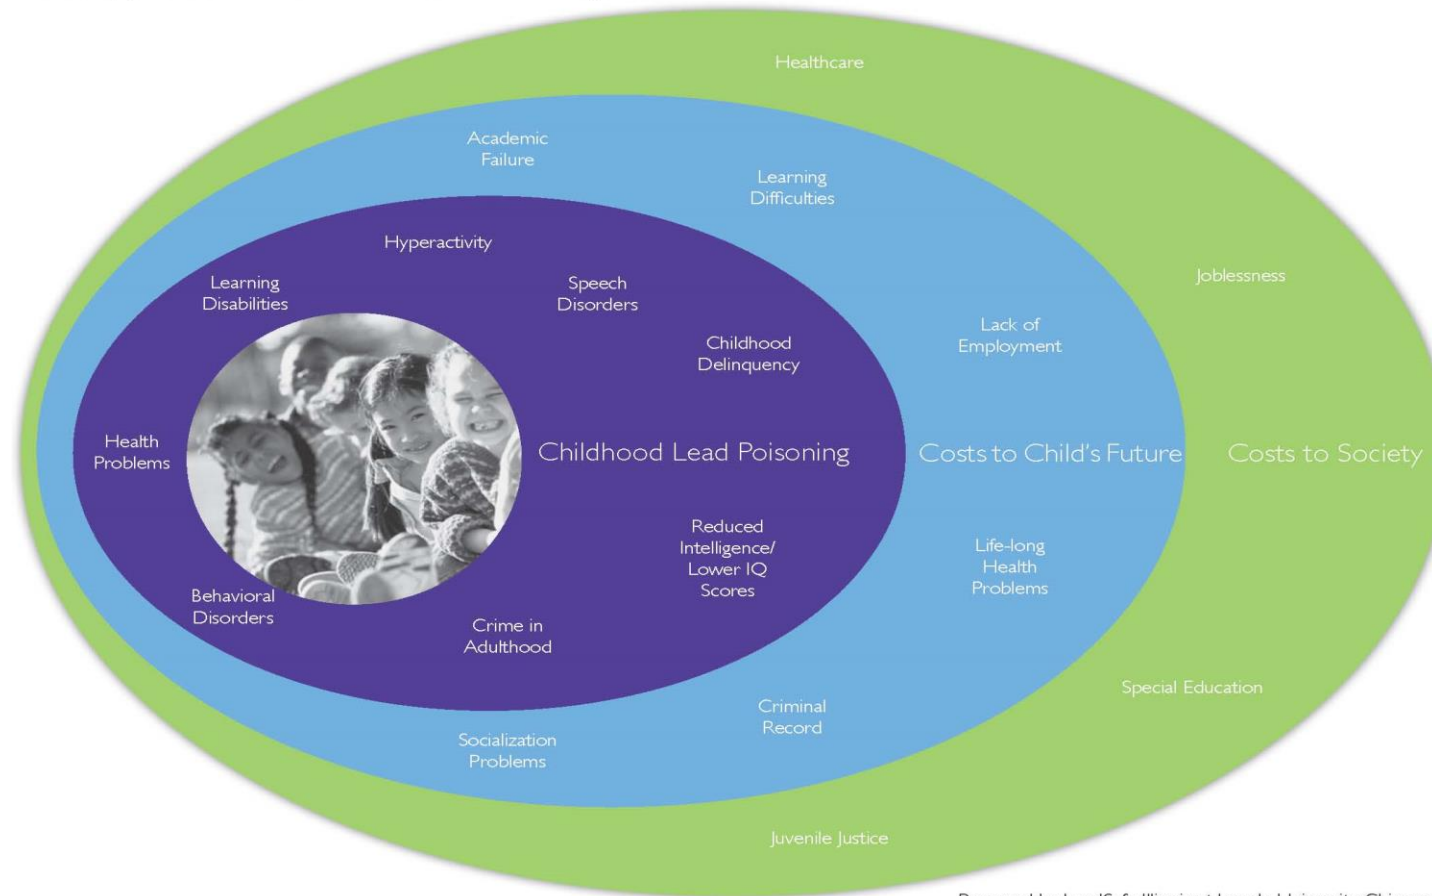 Healthcare
Academic
Failure
Learning
Difficulties
Hyperactivity
Learning
Disabilities
Speech
Disorders
Joblessness
Lack of
Employment
Childhood
Delinquency
Health
Problems
Childhood Lead Poisoning
Costs to Child's Future
Costs to Society
Reduced
Intelligence/
Lower IQ
Scores
Life-long
Health
Problems
Behavioral
Disorders
Crime in
Adulthood
Special Education
Criminal
Record
Socialization
Problems
Juvenile Justice